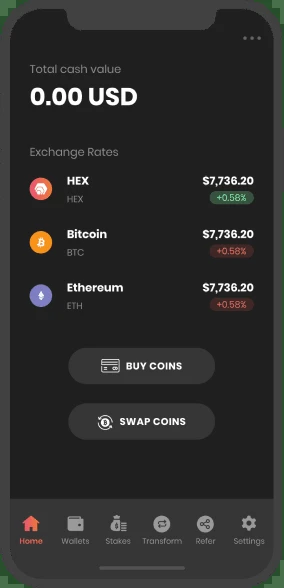 Total cash value
0.00 USD
Exchange Rates
HEX $7,736.20
HEX +0.56%
Bitcoin $7,736.20
BTC +0.58%
Ethereum $7,736.20
ETH +0.58%
BUY COINS
SWAP COINS
Home Wallets Stakes Transform Refer Settings